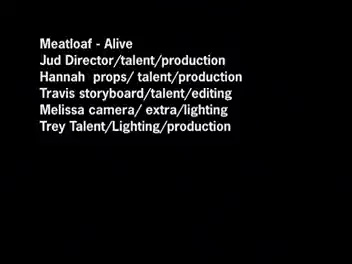 Meatloaf - Alive
Jud Director/talent/production
Hannah  props/ talent/production
Travis storyboard/talent/editing
Melissa camera/ extra/lighting
Trey Talent/Lighting/production